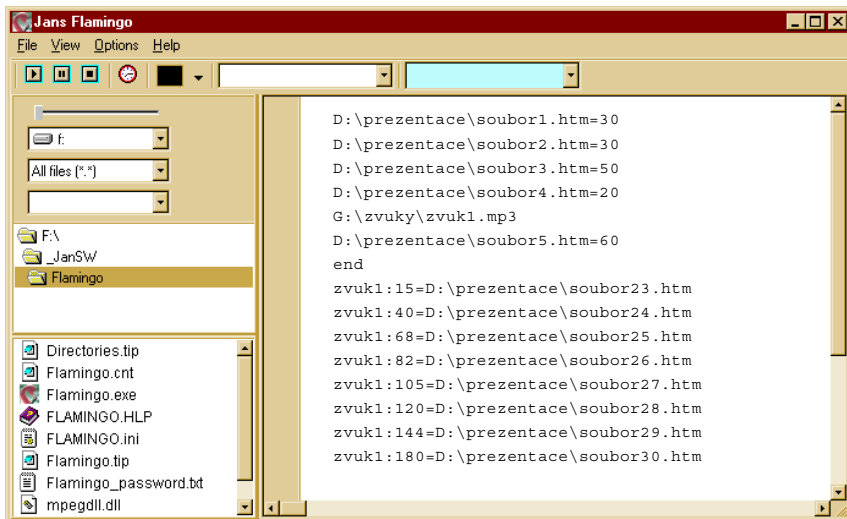 Jans Flamingo
File View Options Help
f:
All files (*.*)
F:\
_JanSW
Flamingo
Directories.tip
Flamingo.cnt
Flamingo.exe
FLAMINGO.HLP
FLAMINGO.ini
Flamingo.tip
Flamingo_password.txt
mpegdll.dll
D:\prezentace\soubor1.htm=30
D:\prezentace\soubor2.htm=30
D:\prezentace\soubor3.htm=50
D:\prezentace\soubor4.htm=20
G:\zvuky\zvuk1.mp3
D:\prezentace\soubor5.htm=60
end
zvuk1:15=D:\prezentace\soubor23.htm
zvuk1:40=D:\prezentace\soubor24.htm
zvuk1:68=D:\prezentace\soubor25.htm
zvuk1:82=D:\prezentace\soubor26.htm
zvuk1:105=D:\prezentace\soubor27.htm
zvuk1:120=D:\prezentace\soubor28.htm
zvuk1:144=D:\prezentace\soubor29.htm
zvuk1:180=D:\prezentace\soubor30.htm